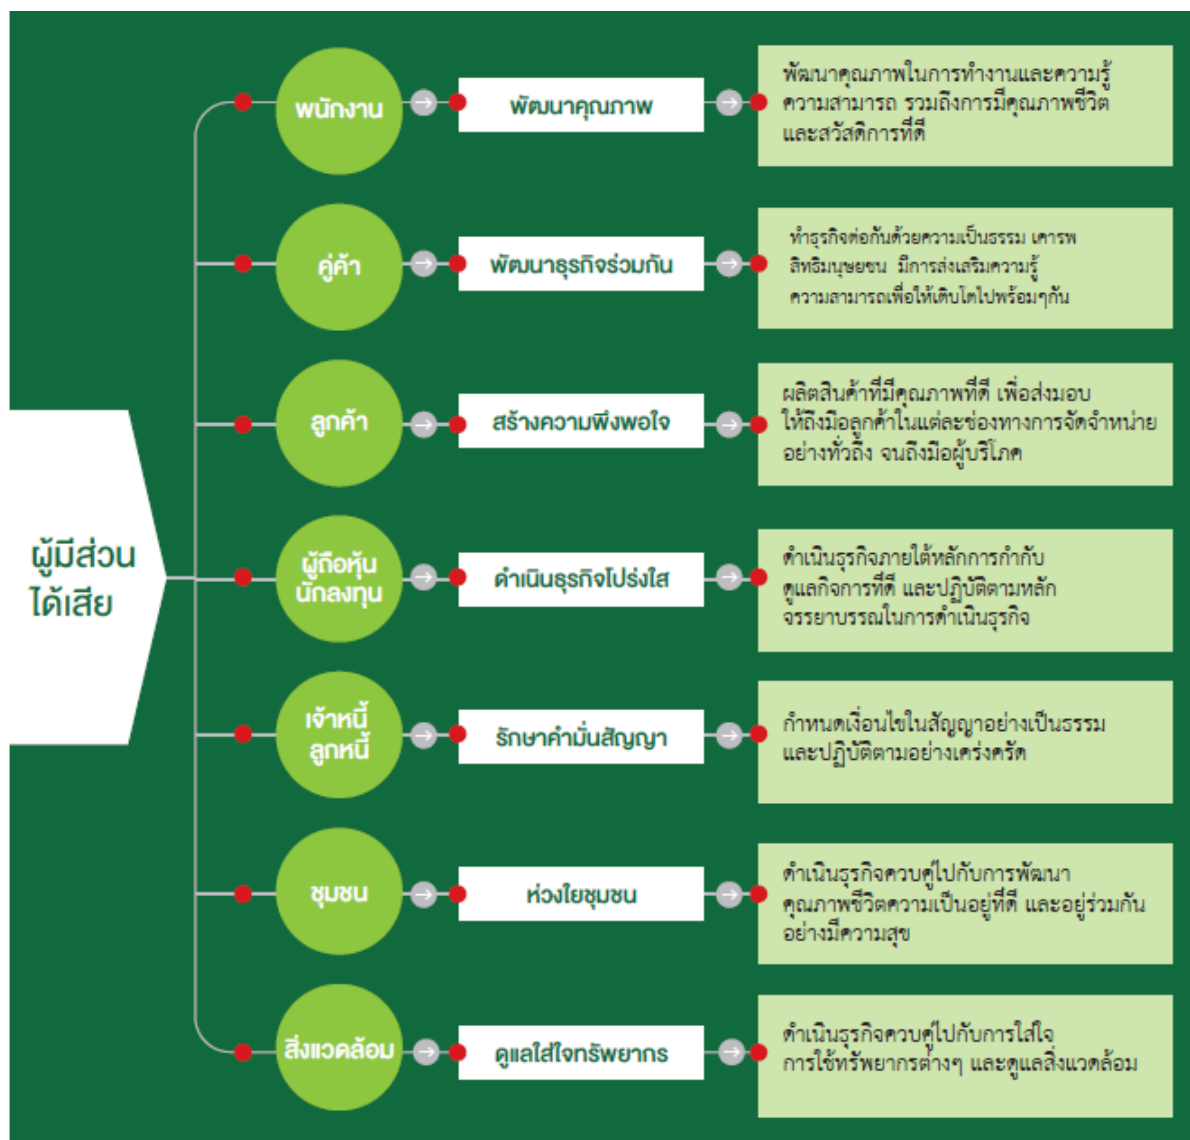 ผู้มีส่วน
ได้เสีย
พนักงาน
พัฒนาคุณภาพ
พัฒนาคุณภาพในการทำงานและความรู้
ความสามารถ รวมถึงการมีคุณภาพชีวิต
และสวัสดิการที่ดี
คู่ค้า
พัฒนาธุรกิจร่วมกัน
ทำธุรกิจต่อกันด้วยความเป็นธรรม เคารพ
สิทธิมนุษยชน มีการส่งเสริมความรู้
ความสามารถเพื่อให้เติบโตไปพร้อมๆกัน
ลูกค้า
สร้างความพึงพอใจ
ผลิตสินค้าที่มีคุณภาพที่ดี เพื่อส่งมอบ
ให้ถึงมือลูกค้าในแต่ละช่องทางการจัดจำหน่าย
อย่างทั่วถึง จนถึงมือผู้บริโภค
ผู้ถือหุ้น
นักลงทุน
ดำเนินธุรกิจโปร่งใส
ดำเนินธุรกิจภายใต้หลักการกำกับ
ดูแลกิจการที่ดี และปฏิบัติตามหลัก
จรรยาบรรณในการดำเนินธุรกิจ
เจ้าหนี้
ลูกหนี้
รักษาคำมั่นสัญญา
กำหนดเงื่อนไขในสัญญาอย่างเป็นธรรม
และปฏิบัติตามอย่างเคร่งครัด
ชุมชน
ห่วงใยชุมชน
ดำเนินธุรกิจควบคู่ไปกับการพัฒนา
คุณภาพชีวิตความเป็นอยู่ที่ดี และอยู่ร่วมกัน
อย่างมีความสุข
สิ่งแวดล้อม
ดูแลใส่ใจทรัพยากร
ดำเนินธุรกิจควบคู่ไปกับการใส่ใจ
การใช้ทรัพยากรต่างๆ และดูแลสิ่งแวดล้อม